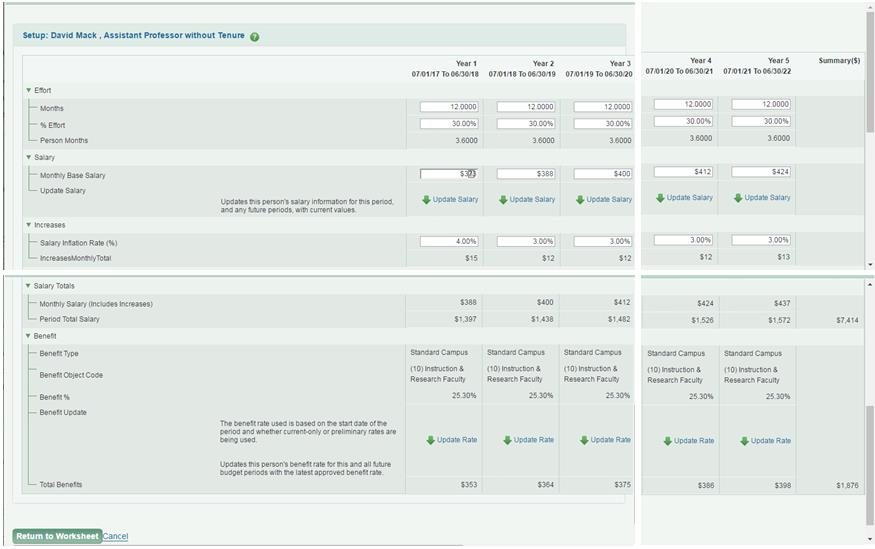 Setup: David Mack , Assistant Professor without Tenure ?
Year 1 Year 2 Year 3 Year 4 Year 5 Summary($)
07/01/17 To 06/30/18 07/01/18 To 06/30/19 07/01/19 To 06/30/20 07/01/20 To 06/30/21 07/01/21 To 06/30/22
Effort
Months 12.0000 12.0000 12.0000 12.0000 12.0000
% Effort 30.00% 30.00% 30.00% 30.00% 30.00%
Person Months 3.6000 3.6000 3.6000 3.6000 3.6000
Salary
Monthly Base Salary $373 $388 $400 $412 $424
Update Salary
Updates this person's salary information for this period,
and any future periods, with current values.
Update Salary Update Salary Update Salary Update Salary Update Salary
Increases
Salary Inflation Rate (%) 4.00% 3.00% 3.00% 3.00% 3.00%
IncreasesMonthlyTotal $15 $12 $12 $12 $13
Salary Totals
Monthly Salary (Includes Increases) $388 $400 $412 $424 $437
Period Total Salary $1,397 $1,438 $1,482 $1,526 $1,572 $7,414
Benefit
Benefit Type Standard Campus Standard Campus Standard Campus Standard Campus Standard Campus
Benefit Object Code (10) Instruction & (10) Instruction & (10) Instruction & (10) Instruction & (10) Instruction &
Research Faculty Research Faculty Research Faculty Research Faculty Research Faculty
Benefit % 25.30% 25.30% 25.30% 25.30% 25.30%
Benefit Update
The benefit rate used is based on the start date of the
period and whether current-only or preliminary rates are
being used.
Update Rate Update Rate Update Rate Update Rate Update Rate
Updates this person's benefit rate for this and all future
budget periods with the latest approved benefit rate.
Total Benefits $353 $364 $375 $386 $398 $1,876
Return to Worksheet Cancel